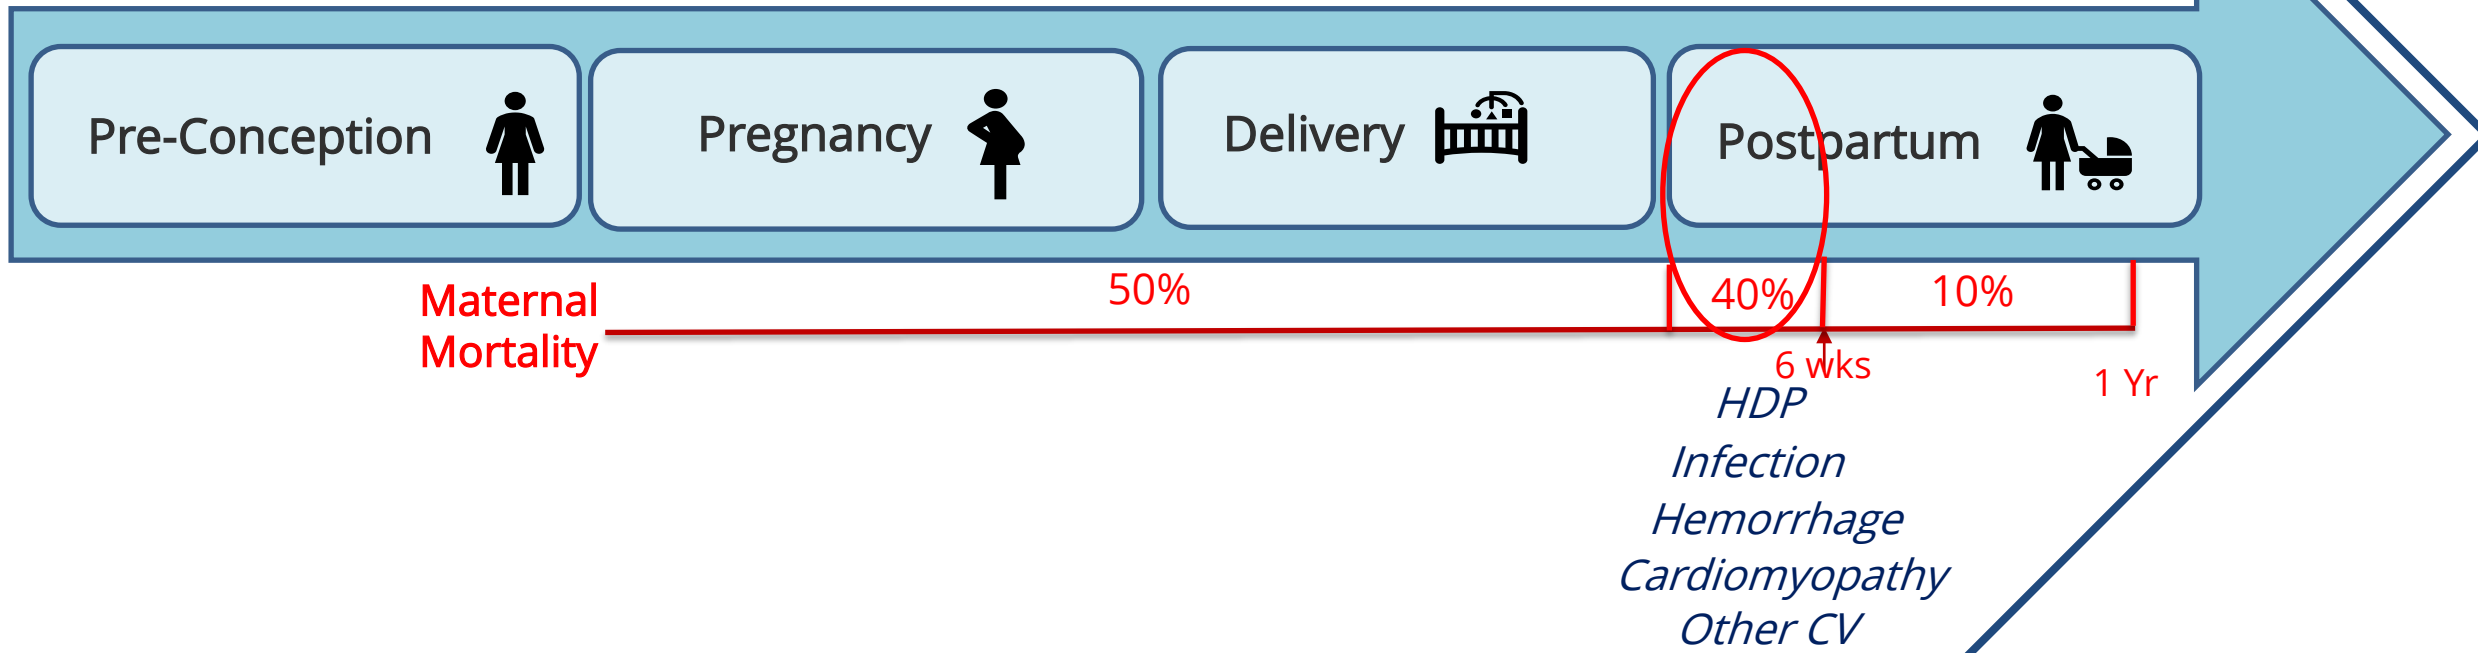 Pre-Conception
Pregnancy
Delivery
Postpartum
Maternal
Mortality
50%
40%
10%
6 wks
1 Yr
HDP
Infection
Hemorrhage
Cardiomyopathy
Other CV